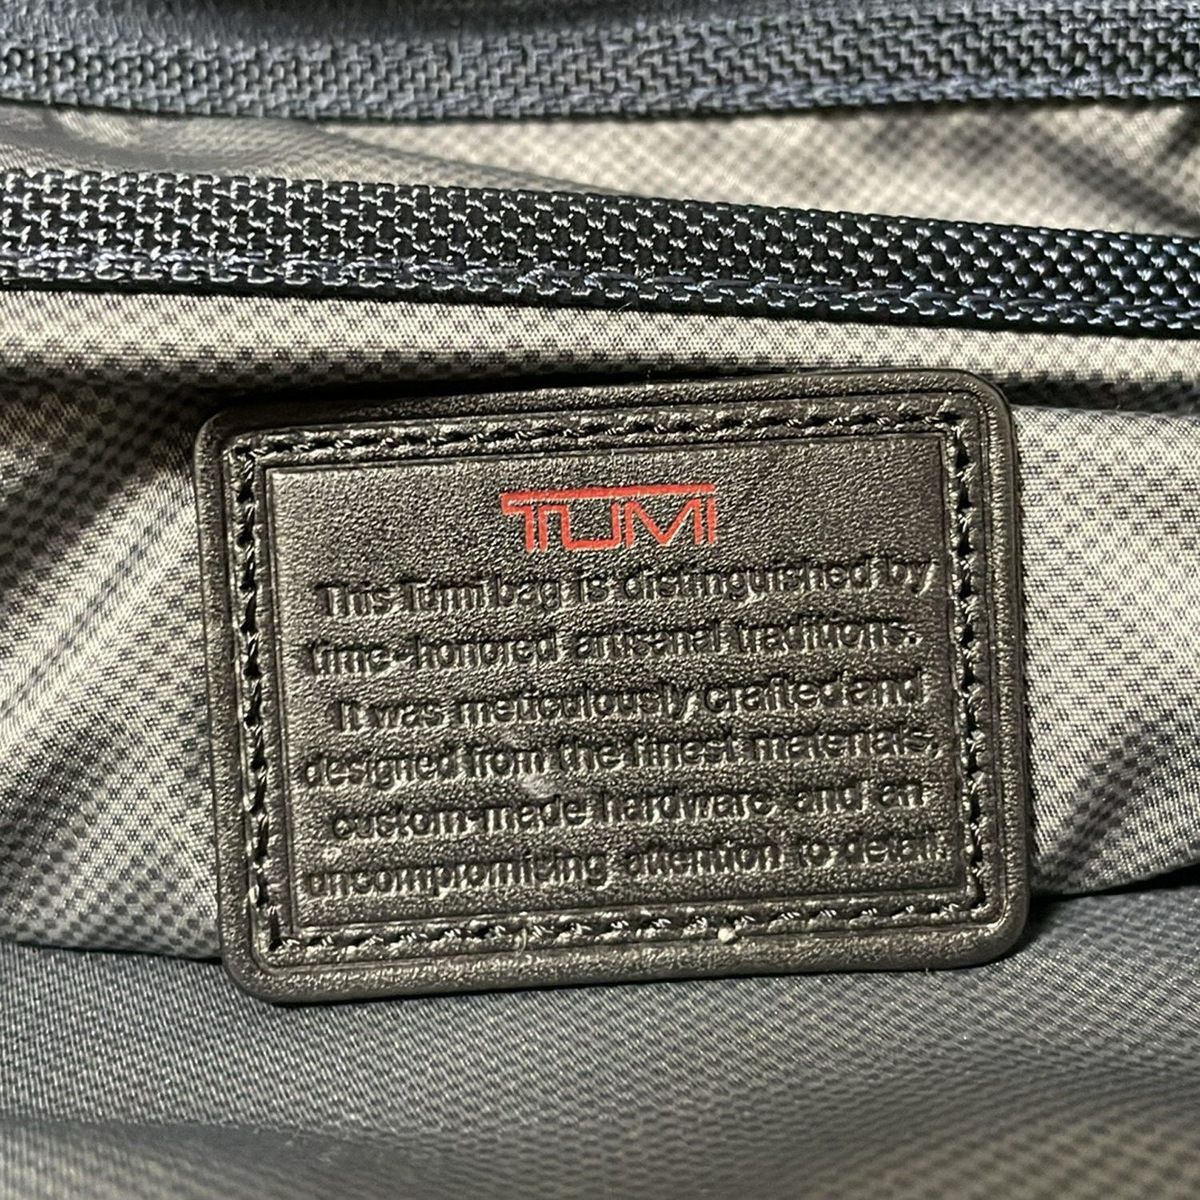 TUMI
This Tumi bag is distinguished by
time-honored artisanal traditions.
It was meticulously crafted and
designed from the finest materials,
custom-made hardware and an
uncompromising attention to detail.